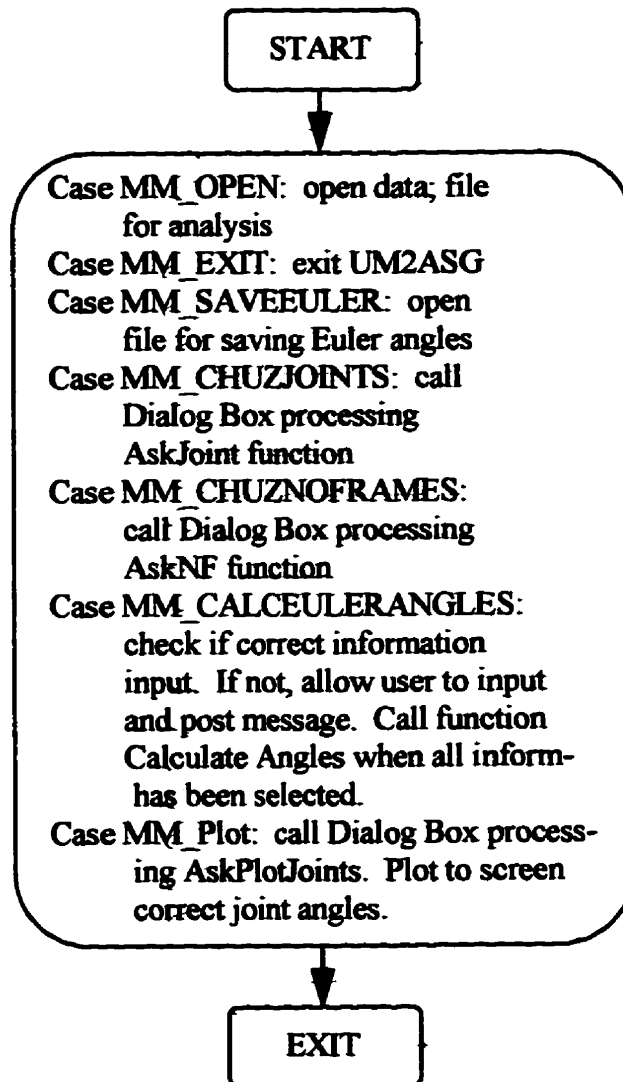 START
Case MM_OPEN: open data; file
for analysis
Case MM_EXIT: exit UM2ASG
Case MM_SAVEEULER: open
file for saving Euler angles
Case MM_CHUZJOINTS: call
Dialog Box processing
AskJoint function
Case MM_CHUZNOFRAMES:
call Dialog Box processing
AskNF function
Case MM_CALCEULERANGLES:
check if correct information
input. If not, allow user to input
and post message. Call function
Calculate Angles when all inform-
has been selected.
Case MM_Plot: call Dialog Box process-
ing AskPlotJoints. Plot to screen
correct joint angles.
EXIT